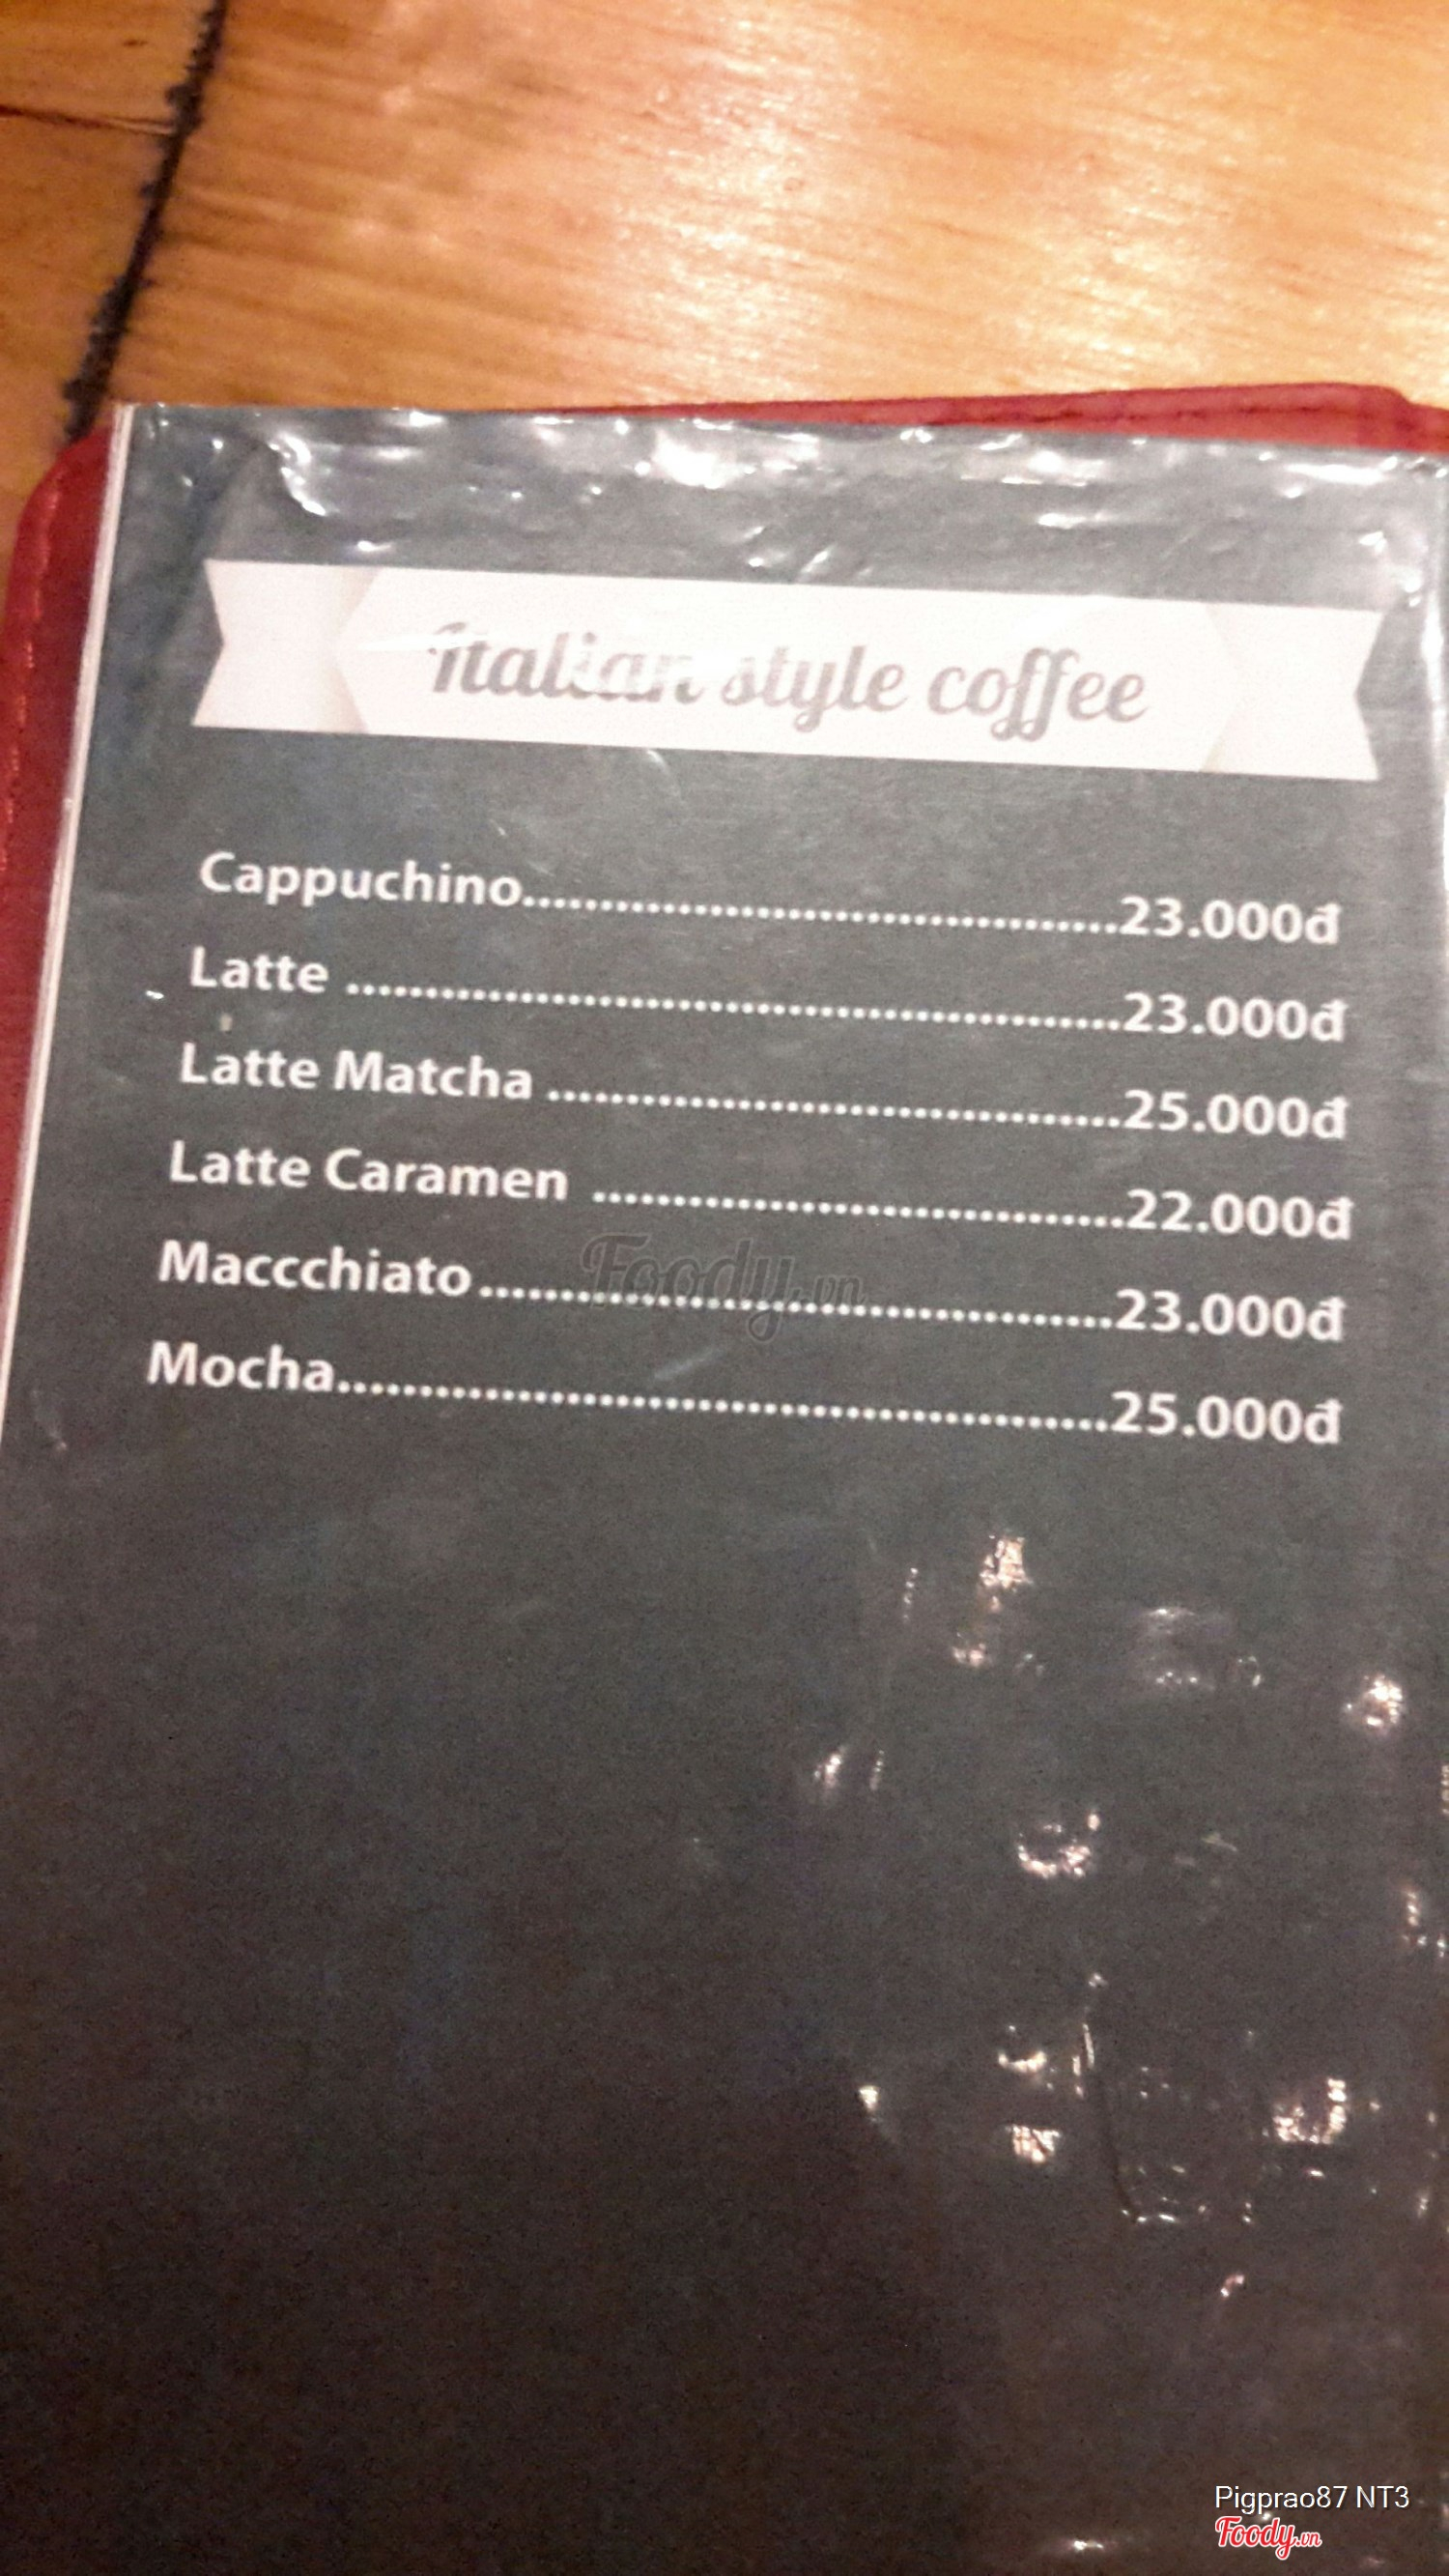 Italian style coffee
Cappuchino......................................23.000đ
Latte ..................................................23.000đ
Latte Matcha .....................................25.000đ
Latte Caramen ..................................22.000đ
Maccchiato.........................................23.000đ
Mocha..................................................25.000đ
Foody.vn
Pigprao87 NT3
Foody.vn